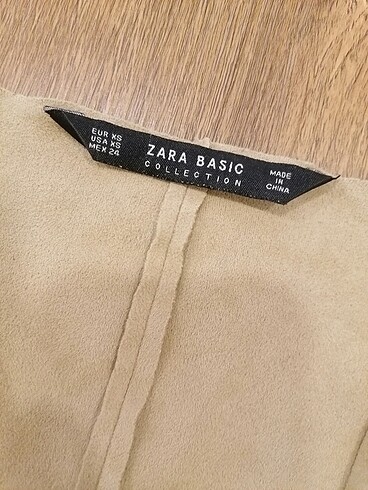 EUR XS
USA XS
MEX 24
ZARA BASIC
COLLECTION
MADE
IN
CHINA